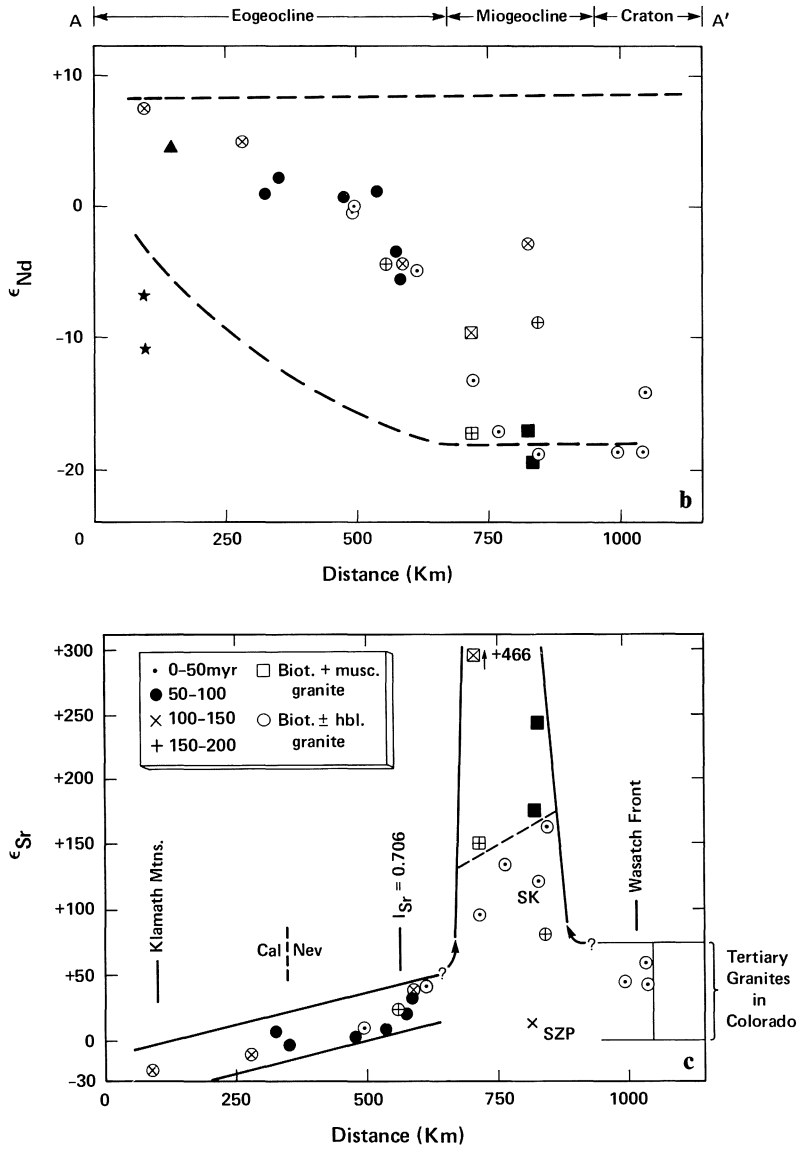 A Eogeocline Miogeocline Craton A′
+10
0
−10
−20
εNd
b
0 250 500 750 1000
Distance (Km)
+300
+250
+200
+150
+100
+50
0
−30
εSr
• 0–50myr
● 50–100
× 100–150
+ 150–200
□ Biot. + musc.
granite
○ Biot. ± hbl.
granite
+466
Klamath Mtns.
Cal Nev
ISr = 0.706
?
SK
SZP
?
Wasatch Front
Tertiary
Granites
in
Colorado
c
0 250 500 750 1000
Distance (Km)